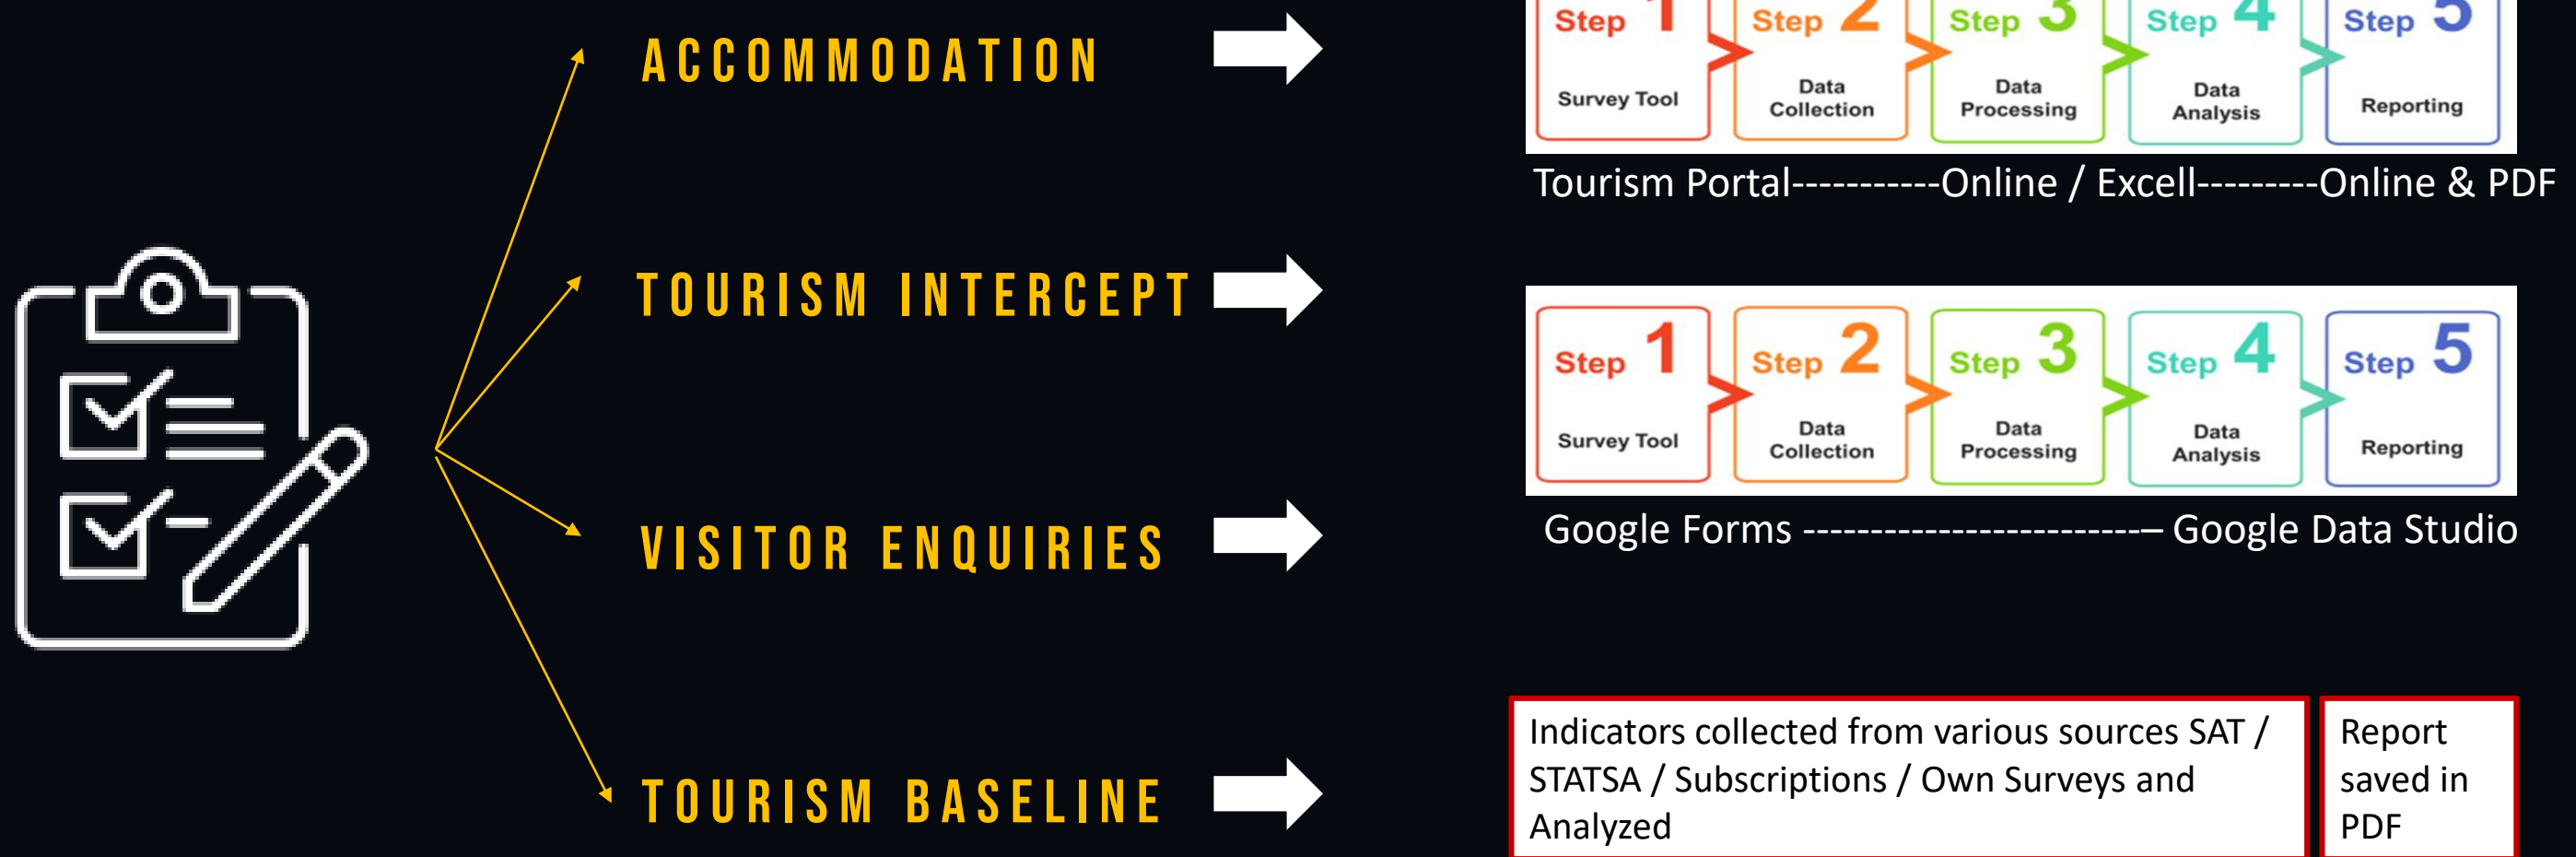 ACCOMMODATION
Step 1
Survey Tool
Step 2
Data
Collection
Step 3
Data
Processing
Step 4
Data
Analysis
Step 5
Reporting
Tourism Portal-----------Online / Excell---------Online & PDF
TOURISM INTERCEPT
Step 1
Survey Tool
Step 2
Data
Collection
Step 3
Data
Processing
Step 4
Data
Analysis
Step 5
Reporting
Google Forms -------------------------– Google Data Studio
VISITOR ENQUIRIES
TOURISM BASELINE
Indicators collected from various sources SAT /
STATSA / Subscriptions / Own Surveys and
Analyzed
Report
saved in
PDF